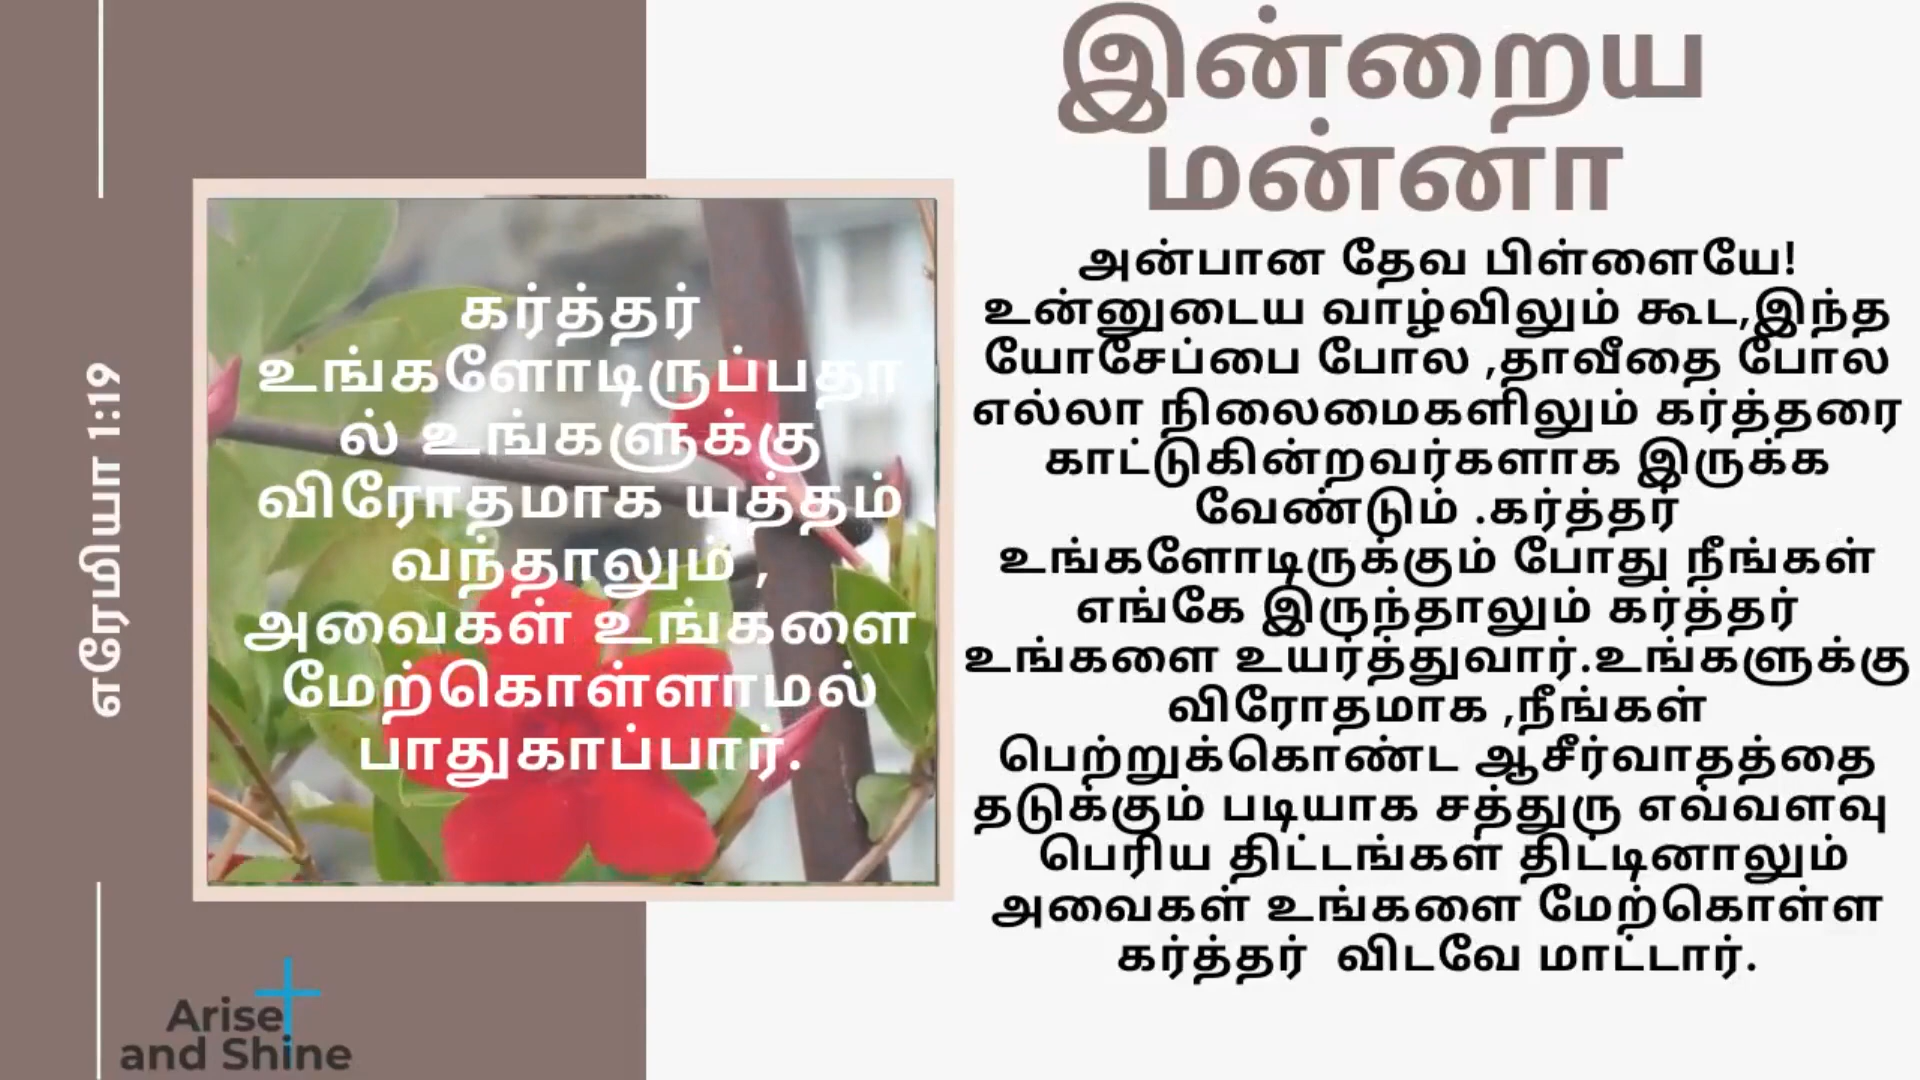 எரேமியா 1:19
கர்த்தர்
உங்களோடிருப்பதா
ல் உங்களுக்கு
விரோதமாக யுத்தம்
வந்தாலும் ,
அவைகள் உங்களை
மேற்கொள்ளாமல்
பாதுகாப்பார்.
Arise
and Shine
இன்றைய
மன்னா
அன்பான தேவ பிள்ளையே!
உன்னுடைய வாழ்விலும் கூட,இந்த
யோசேப்பை போல ,தாவீதை போல
எல்லா நிலைமைகளிலும் கர்த்தரை
காட்டுகின்றவர்களாக இருக்க
வேண்டும் .கர்த்தர்
உங்களோடிருக்கும் போது நீங்கள்
எங்கே இருந்தாலும் கர்த்தர்
உங்களை உயர்த்துவார்.உங்களுக்கு
விரோதமாக ,நீங்கள்
பெற்றுக்கொண்ட ஆசீர்வாதத்தை
தடுக்கும் படியாக சத்துரு எவ்வளவு
பெரிய திட்டங்கள் திட்டினாலும்
அவைகள் உங்களை மேற்கொள்ள
கர்த்தர் விடவே மாட்டார்.